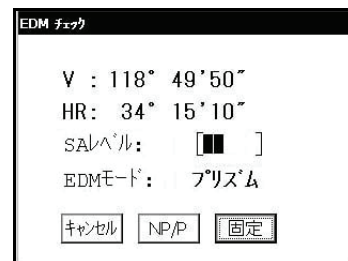 EDM ﾁｪｯｸ
V : 118° 49'50"
HR: 34° 15'10"
SAﾚﾍﾞﾙ: [██ ]
EDMﾓｰﾄﾞ: ﾌﾟﾘｽﾞﾑ
ｷｬﾝｾﾙ NP/P 固定